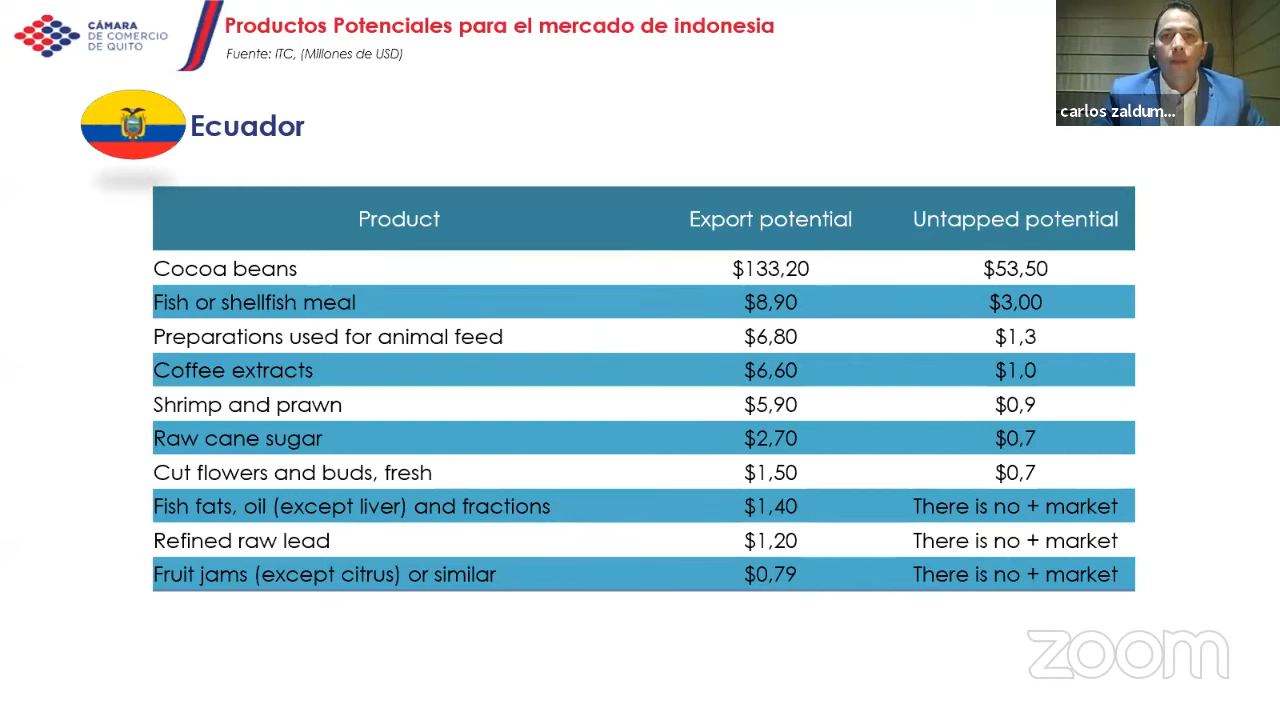 CÁMARA
DE COMERCIO
DE QUITO
Productos Potenciales para el mercado de indonesia
Fuente: ITC, (Millones de USD)
carlos zaldum...
Ecuador
Product Export potential Untapped potential
Cocoa beans $133,20 $53,50
Fish or shellfish meal $8,90 $3,00
Preparations used for animal feed $6,80 $1,3
Coffee extracts $6,60 $1,0
Shrimp and prawn $5,90 $0,9
Raw cane sugar $2,70 $0,7
Cut flowers and buds, fresh $1,50 $0,7
Fish fats, oil (except liver) and fractions $1,40 There is no + market
Refined raw lead $1,20 There is no + market
Fruit jams (except citrus) or similar $0,79 There is no + market
zoom